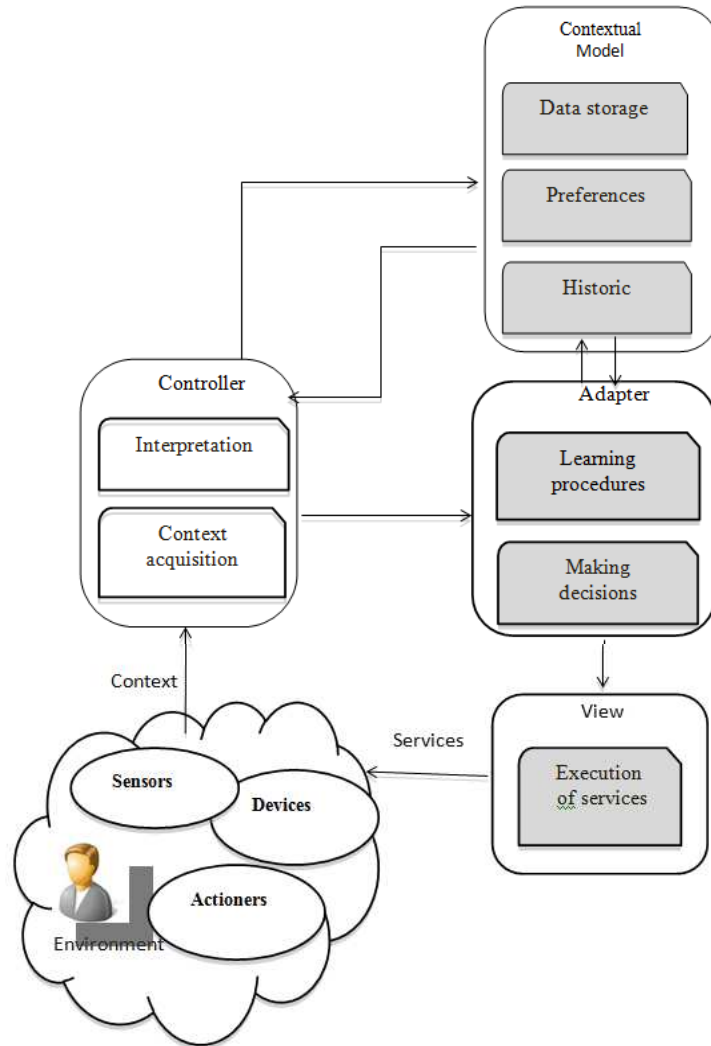 Contextual
Model
Data storage
Preferences
Historic
Controller
Interpretation
Context
acquisition
Adapter
Learning
procedures
Making
decisions
Context
Services
View
Execution
of services
Sensors
Devices
Actioners
Environment